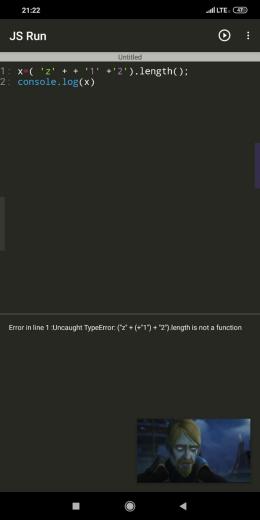 21:22
LTE 47
JS Run
Untitled
1: x=( 'z' + + '1' +'2').length();
2: console.log(x)
Error in line 1 :Uncaught TypeError: ("z" + (+"1") + "2").length is not a function